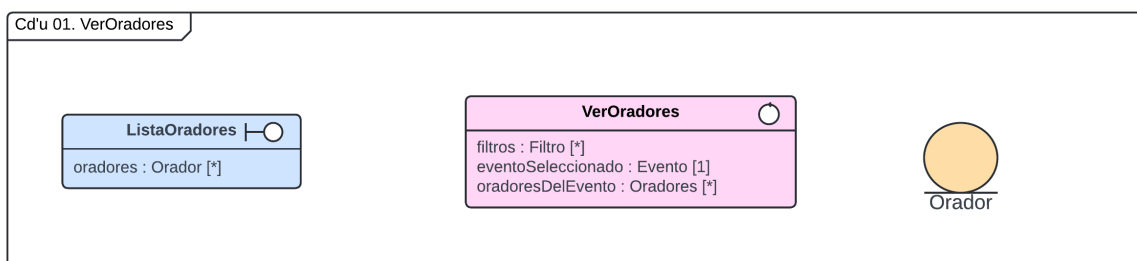 Cd'u 01. VerOradores
ListaOradores
oradores : Orador [*]
VerOradores
filtros : Filtro [*]
eventoSeleccionado : Evento [1]
oradoresDelEvento : Oradores [*]
Orador